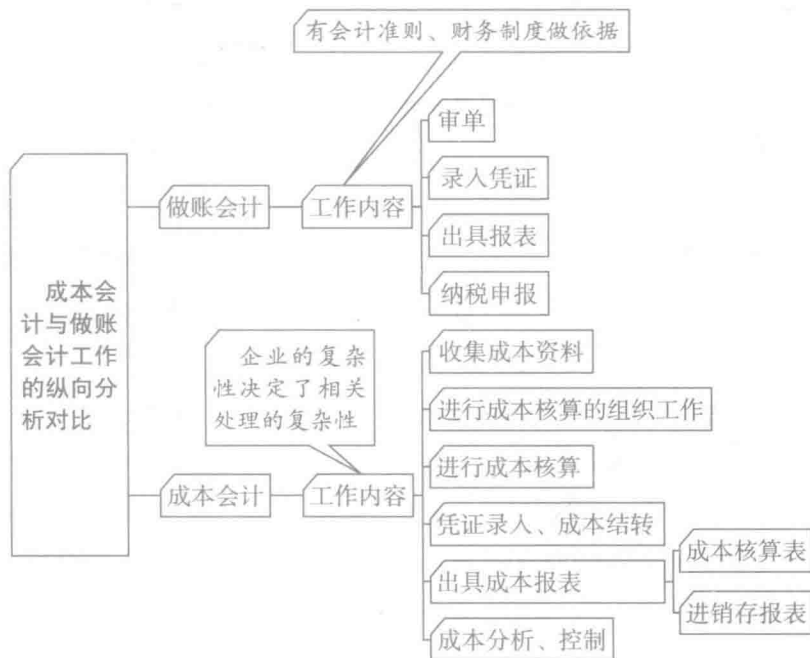 有会计准则、财务制度做依据
审单
录入凭证
做账会计
工作内容
出具报表
纳税申报
成本会
计与做账
会计工作
的纵向分
析对比
企业的复杂
性决定了相关
处理的复杂性
收集成本资料
进行成本核算的组织工作
进行成本核算
成本会计
工作内容
凭证录入、成本结转
出具成本报表
成本核算表
进销存报表
成本分析、控制